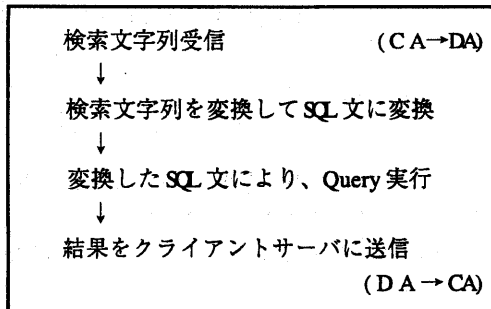 検索文字列受信 (CA→DA)
↓
検索文字列を変換してSQL文に変換
↓
変換したSQL文により、Query実行
↓
結果をクライアントサーバに送信
(DA→CA)